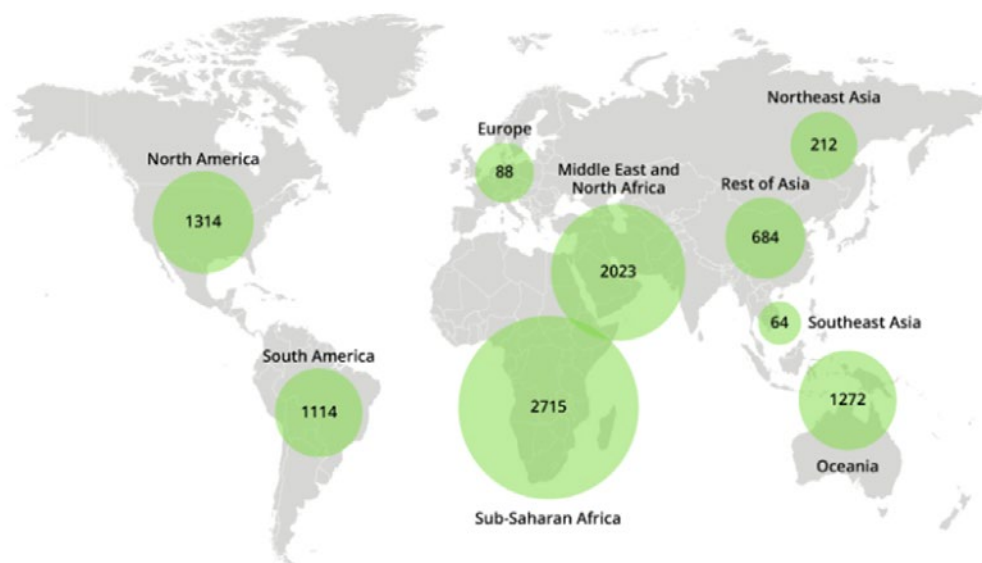 Northeast Asia
212
Europe
88
North America
1314
Middle East and
North Africa
2023
Rest of Asia
684
64
Southeast Asia
South America
1114
2715
Sub-Saharan Africa
1272
Oceania